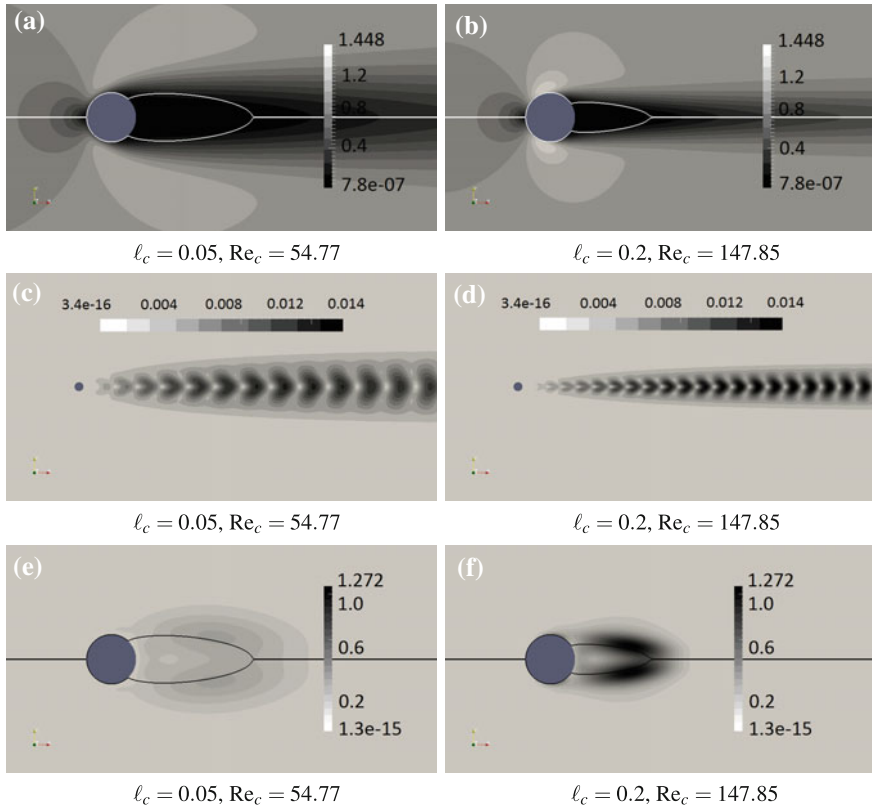 (a)
1.448
1.2
0.8
0.4
7.8e-07
ℓc = 0.05, Rec = 54.77
(b)
1.448
1.2
0.8
0.4
7.8e-07
ℓc = 0.2, Rec = 147.85
(c)
3.4e-16 0.004 0.008 0.012 0.014
ℓc = 0.05, Rec = 54.77
(d)
3.4e-16 0.004 0.008 0.012 0.014
ℓc = 0.2, Rec = 147.85
(e)
1.272
1.0
0.6
0.2
1.3e-15
ℓc = 0.05, Rec = 54.77
(f)
1.272
1.0
0.6
0.2
1.3e-15
ℓc = 0.2, Rec = 147.85